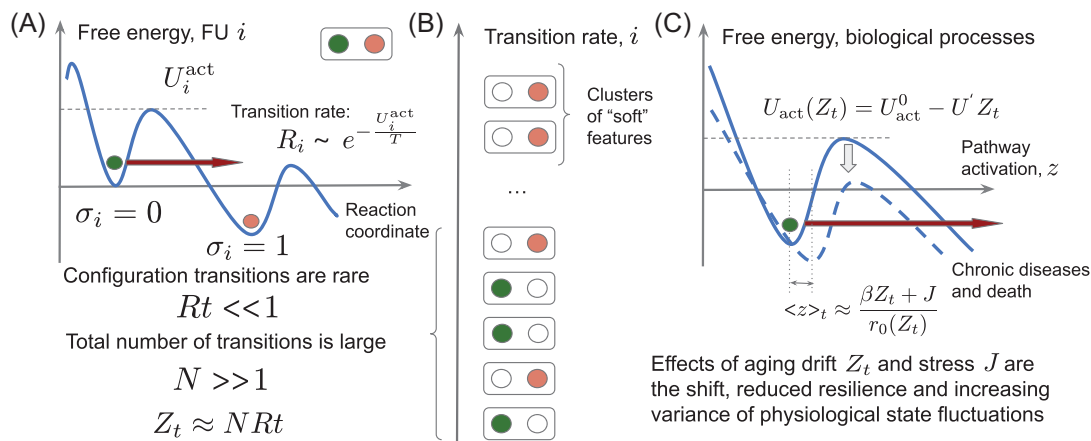 (A)
Free energy, FU i
U_i^act
Transition rate:
R_i ~ e^{-U_i^act/T}
σ_i = 0
σ_i = 1
Reaction
coordinate
Configuration transitions are rare
Rt <<1
Total number of transitions is large
N >>1
Z_t ≈ NRt
(B)
Transition rate, i
Clusters
of “soft”
features
...
(C)
Free energy, biological processes
U_act(Z_t) = U_act^0 − U′Z_t
Pathway
activation, z
Chronic diseases
and death
<z>_t ≈ (βZ_t + J)/(r_0(Z_t))
Effects of aging drift Z_t and stress J are
the shift, reduced resilience and increasing
variance of physiological state fluctuations